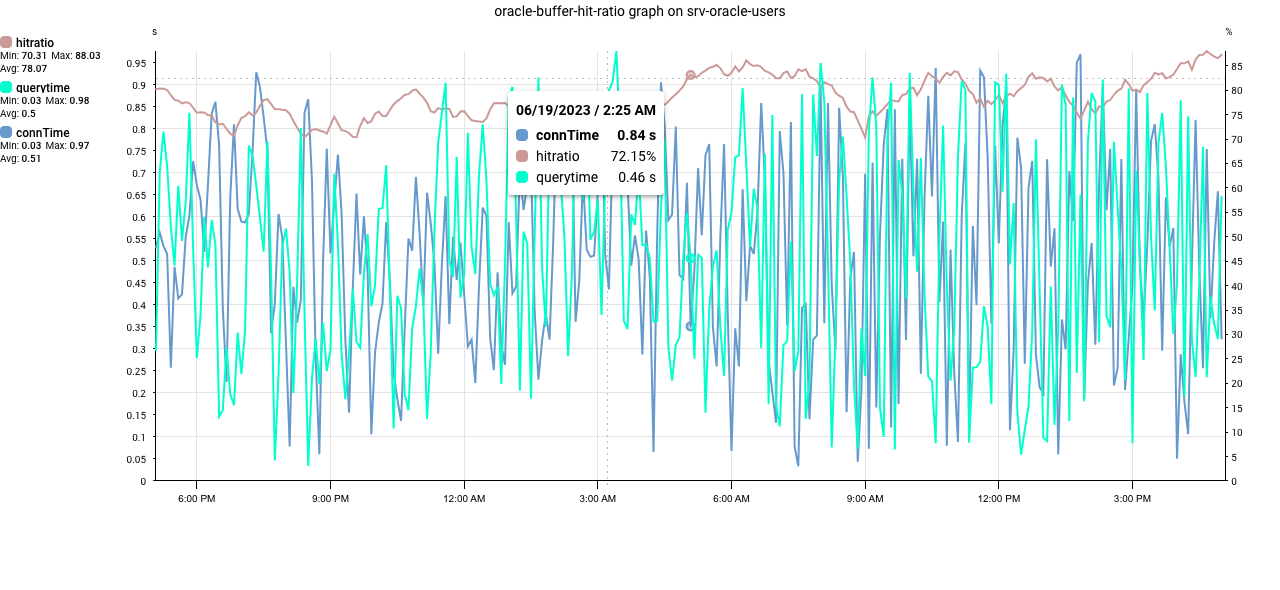 oracle-buffer-hit-ratio graph on srv-oracle-users
s
%
hitratio
Min: 70.31 Max: 88.03
Avg: 78.07
querytime
Min: 0.03 Max: 0.98
Avg: 0.5
connTime
Min: 0.03 Max: 0.97
Avg: 0.51
0.95
0.9
0.85
0.8
0.75
0.7
0.65
0.6
0.55
0.5
0.45
0.4
0.35
0.3
0.25
0.2
0.15
0.1
0.05
0
06/19/2023 / 2:25 AM
connTime 0.84 s
hitratio 72.15%
querytime 0.46 s
85
80
75
70
65
60
55
50
45
40
35
30
25
20
15
10
5
0
6:00 PM 9:00 PM 12:00 AM 3:00 AM 6:00 AM 9:00 AM 12:00 PM 3:00 PM